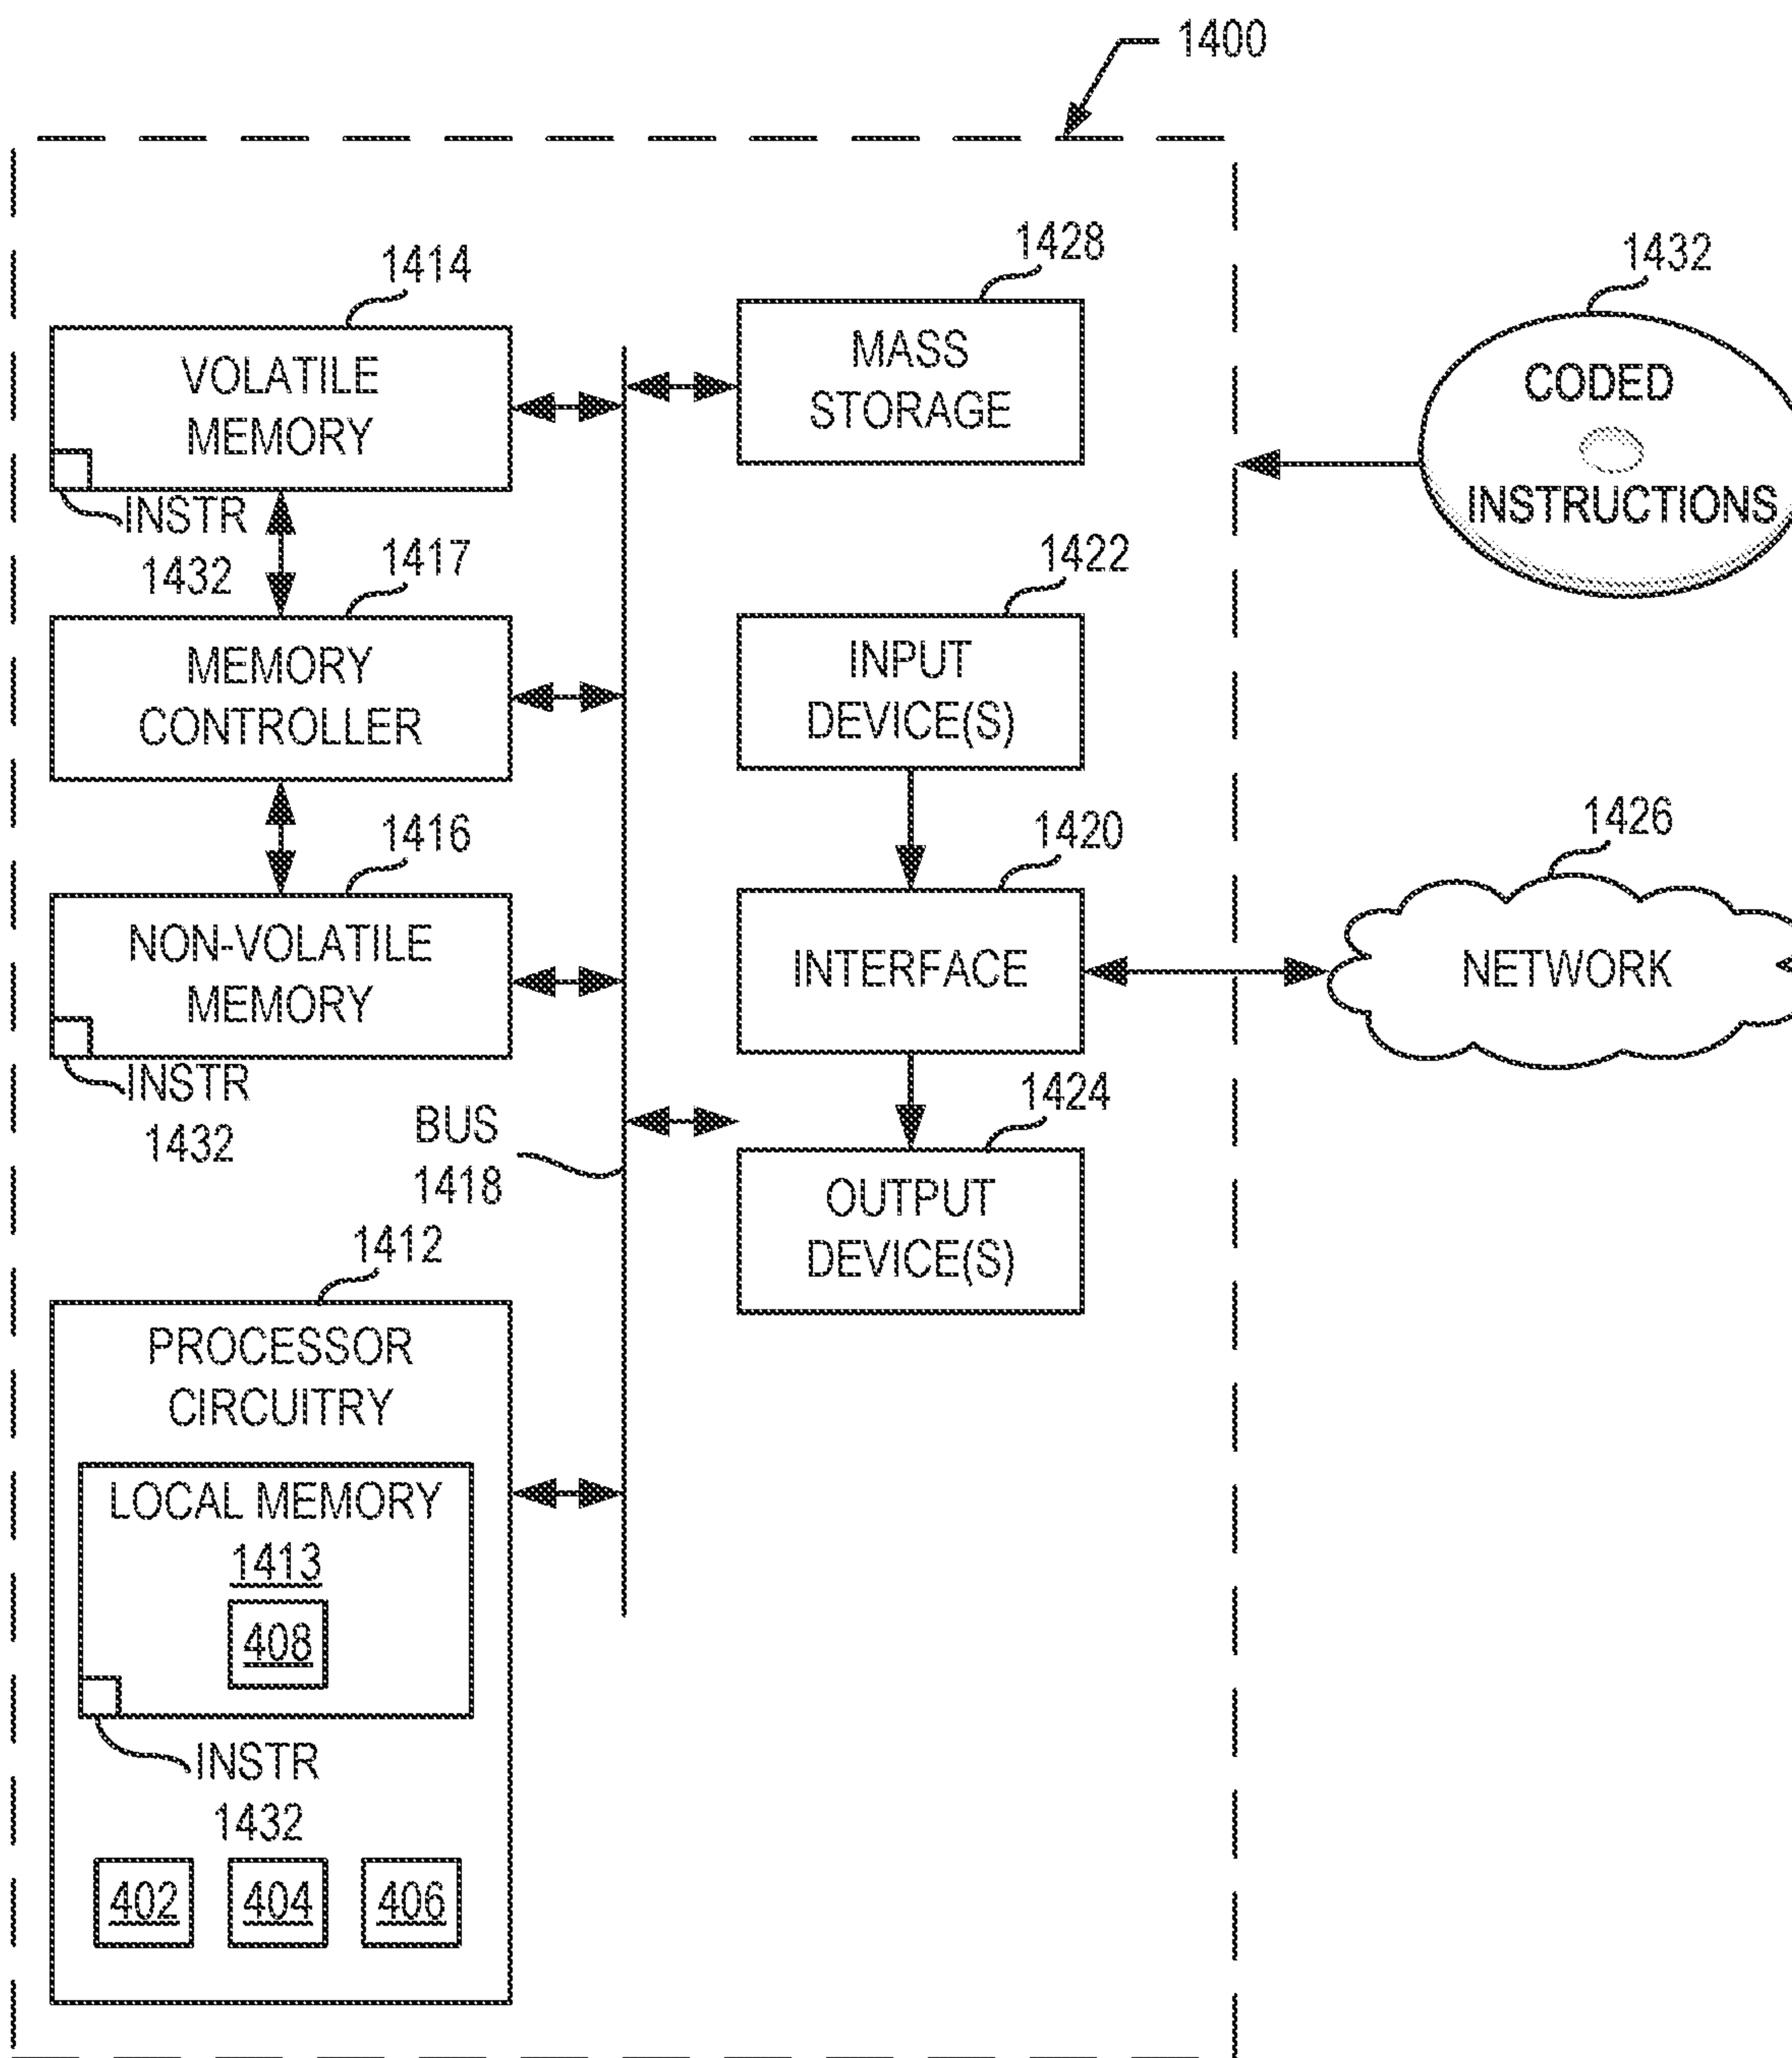 1400
1414
VOLATILE
MEMORY
INSTR
1432
1417
MEMORY
CONTROLLER
1416
NON-VOLATILE
MEMORY
INSTR
1432
BUS
1418
1412
PROCESSOR
CIRCUITRY
LOCAL MEMORY
1413
408
INSTR
1432
402
404
406
1428
MASS
STORAGE
1422
INPUT
DEVICE(S)
1420
INTERFACE
1424
OUTPUT
DEVICE(S)
1432
CODED
INSTRUCTIONS
1426
NETWORK